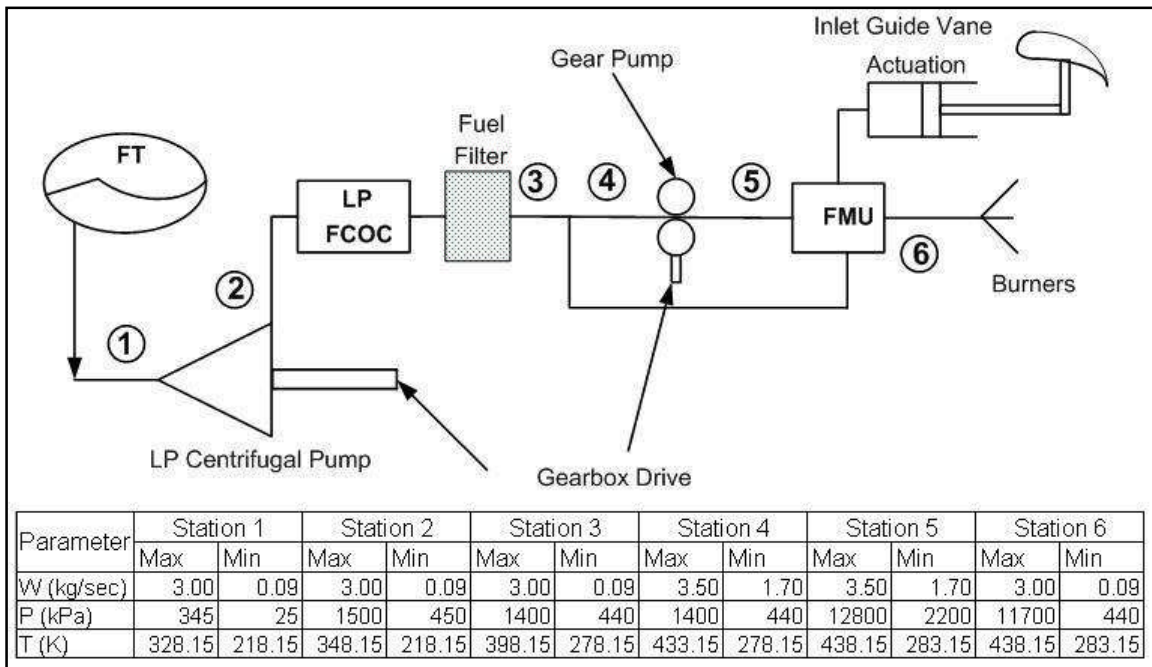 Inlet Guide Vane
Actuation
Gear Pump
Fuel
Filter
FT
LP
FCOC
3
4
5
FMU
6
2
1
Burners
LP Centrifugal Pump
Gearbox Drive
Parameter Station 1 Station 2 Station 3 Station 4 Station 5 Station 6
Max Min Max Min Max Min Max Min Max Min Max Min
W (kg/sec) 3.00 0.09 3.00 0.09 3.00 0.09 3.50 1.70 3.50 1.70 3.00 0.09
P (kPa) 345 25 1500 450 1400 440 1400 440 12800 2200 11700 440
T (K) 328.15 218.15 348.15 218.15 398.15 278.15 433.15 278.15 438.15 283.15 438.15 283.15